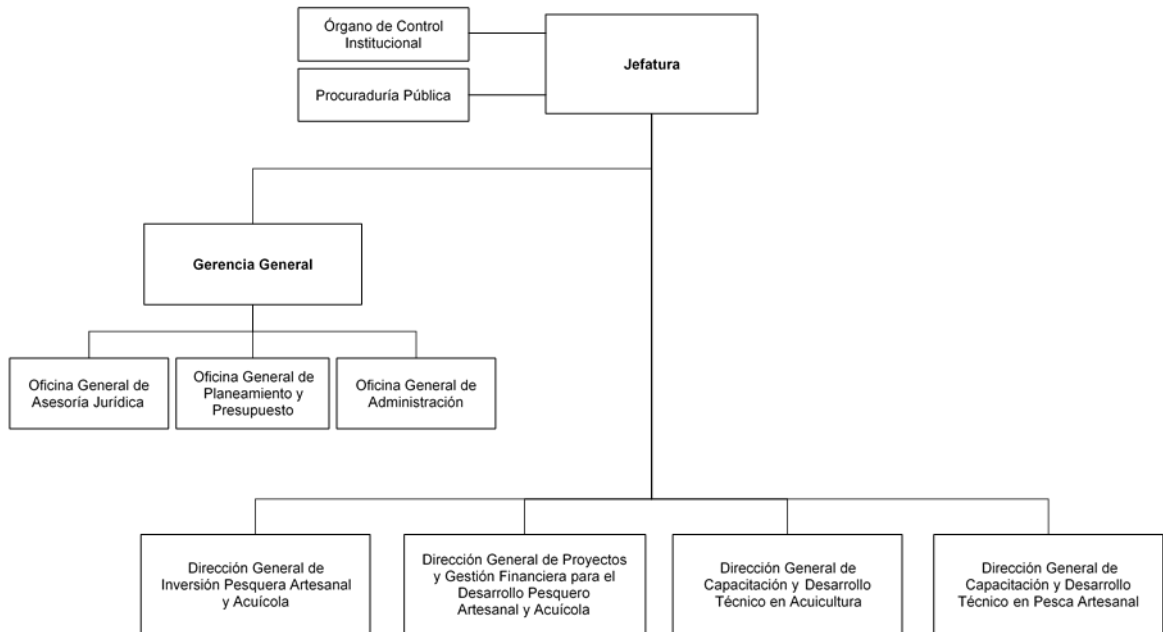 Órgano de Control
Institucional
Jefatura
Procuraduría Pública
Gerencia General
Oficina General de
Asesoría Jurídica
Oficina General de
Planeamiento y
Presupuesto
Oficina General de
Administración
Dirección General de
Inversión Pesquera Artesanal
y Acuícola
Dirección General de Proyectos
y Gestión Financiera para el
Desarrollo Pesquero
Artesanal y Acuícola
Dirección General de
Capacitación y Desarrollo
Técnico en Acuicultura
Dirección General de
Capacitación y Desarrollo
Técnico en Pesca Artesanal